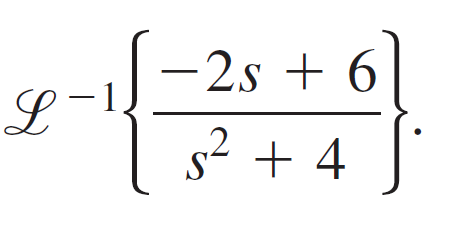 ℒ⁻¹{(-2s + 6)/(s² + 4)}.